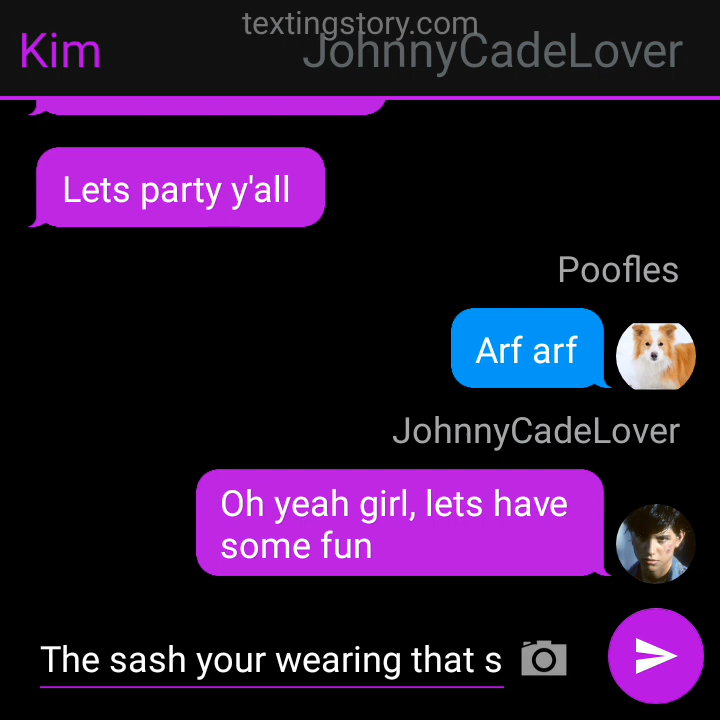 textingstory.com
Kim
JohnnyCadeLover
Lets party y'all
Poofles
Arf arf
JohnnyCadeLover
Oh yeah girl, lets have
some fun
The sash your wearing that s